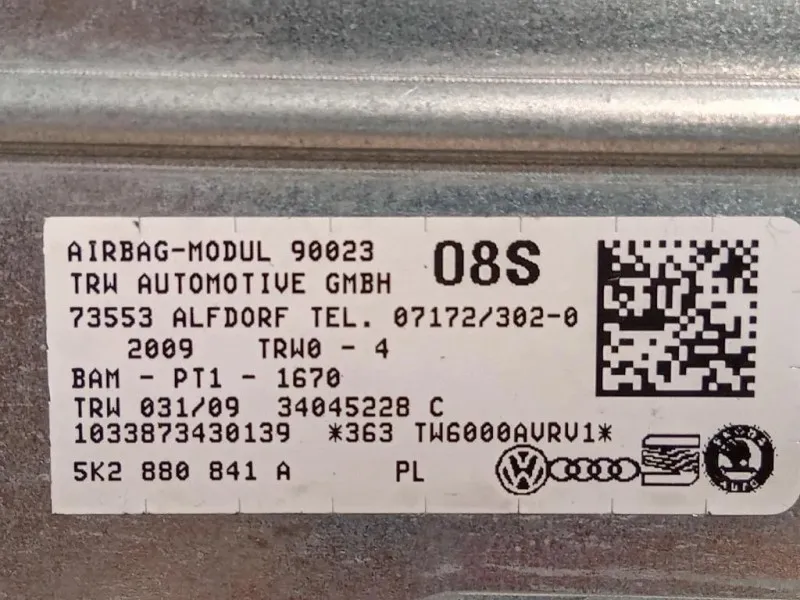 AIRBAG-MODUL 90023 08S
TRW AUTOMOTIVE GMBH
73553 ALFDORF TEL. 07172/302-0
2009 TRW0 - 4
BAM - PT1 - 1670
TRW 031/09 34045228 C
1033873430139 *363 TW6000AVRV1*
5K2 880 841 A PL
AUTO